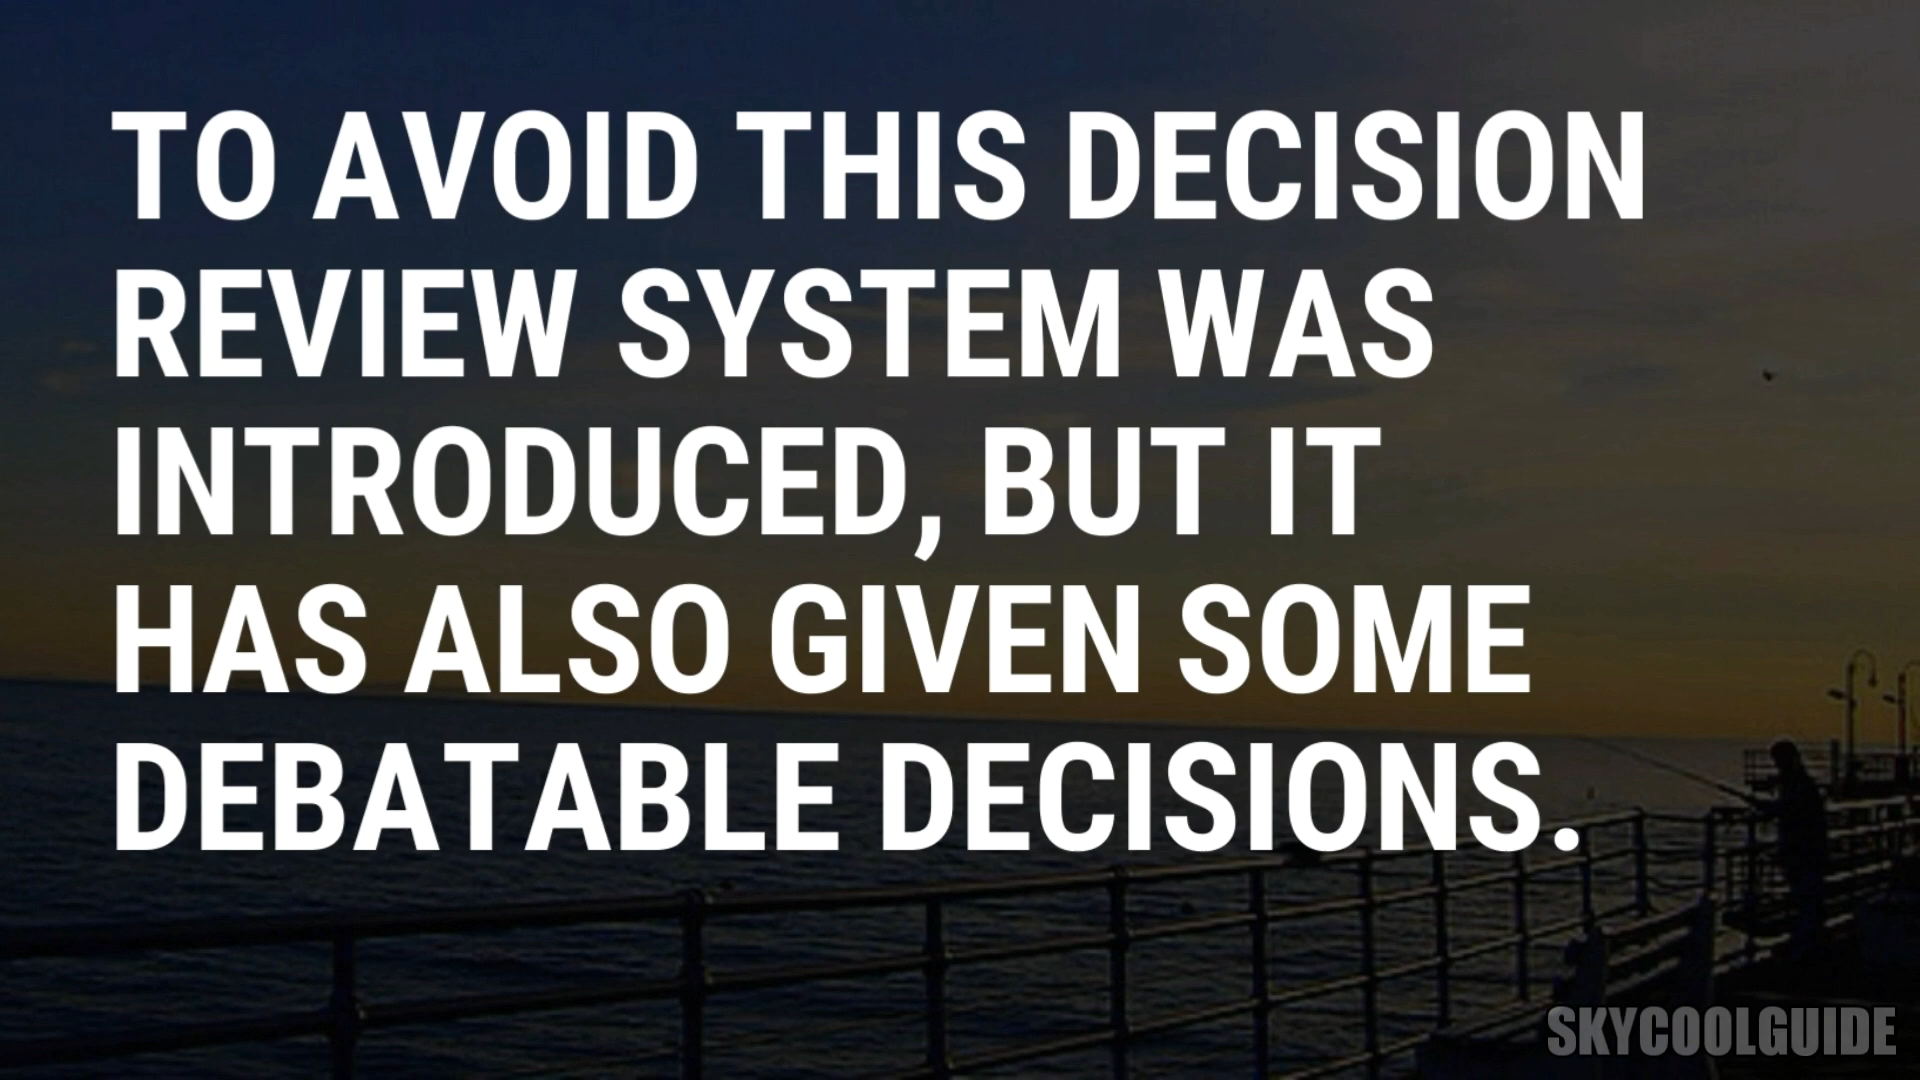 TO AVOID THIS DECISION
REVIEW SYSTEM WAS
INTRODUCED, BUT IT
HAS ALSO GIVEN SOME
DEBATABLE DECISIONS.
SKYCOOLGUIDE